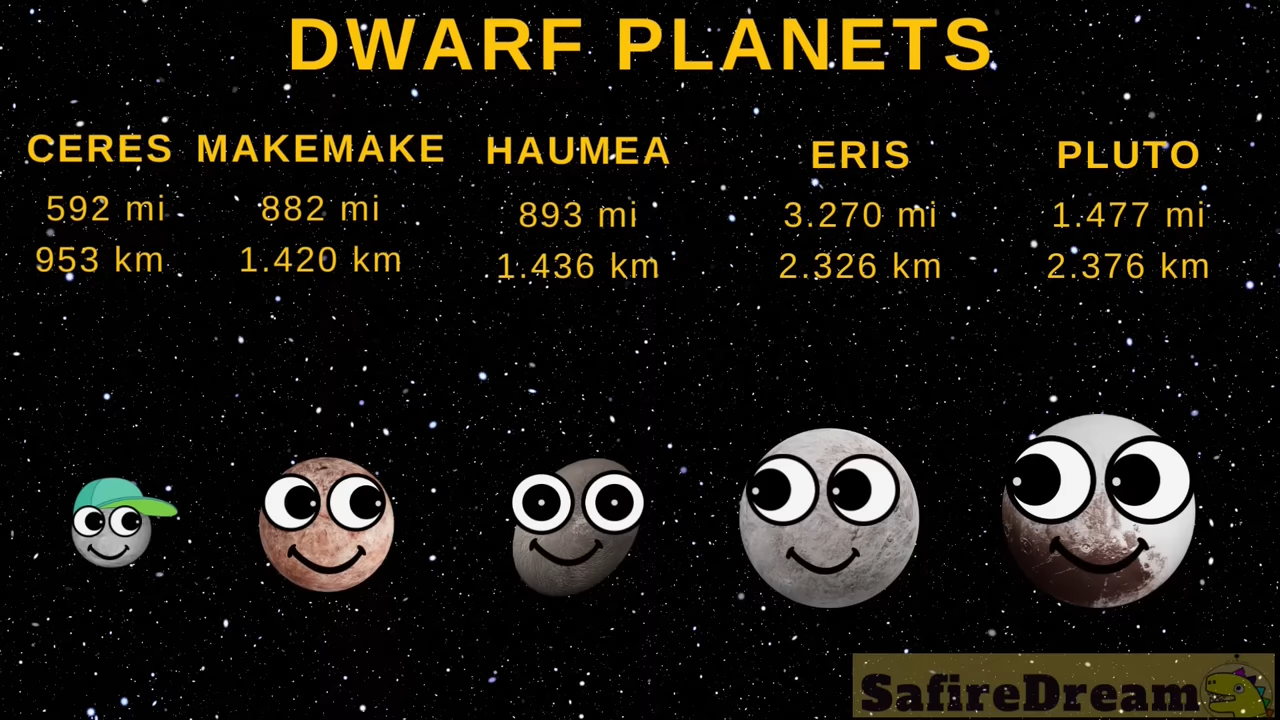 DWARF PLANETS
CERES
592 mi
953 km
MAKEMAKE
882 mi
1.420 km
HAUMEA
893 mi
1.436 km
ERIS
3.270 mi
2.326 km
PLUTO
1.477 mi
2.376 km
SafireDream